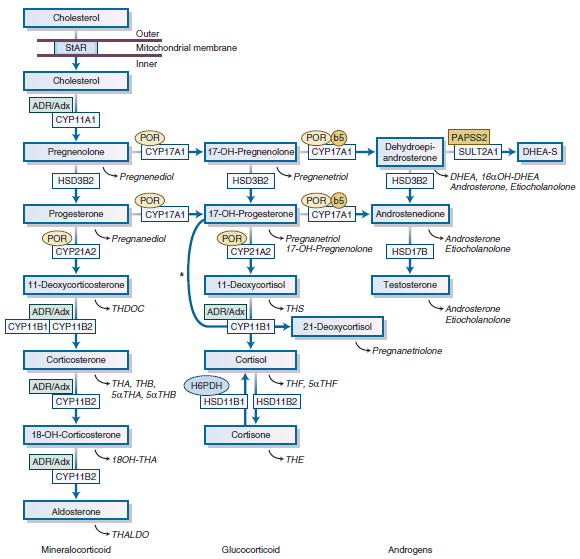 Cholesterol
Outer
StAR
Mitochondrial membrane
Inner
Cholesterol
ADR/Adx
CYP11A1
POR
POR
b5
PAPSS2
Pregnenolone
CYP17A1
17-OH-Pregnenolone
CYP17A1
Dehydroepi-
androsterone
SULT2A1
DHEA-S
HSD3B2
Pregnenediol
HSD3B2
Pregnenetriol
HSD3B2
DHEA, 16αOH-DHEA
Androsterone, Etiocholanolone
POR
POR
b5
Progesterone
CYP17A1
17-OH-Progesterone
CYP17A1
Androstenedione
POR
CYP21A2
Pregnanediol
POR
CYP21A2
Pregnanetriol
17-OH-Pregnenolone
HSD17B
Androsterone
Etiocholanolone
*
11-Deoxycorticosterone
11-Deoxycortisol
Testosterone
ADR/Adx
CYP11B1
CYP11B2
THDOC
ADR/Adx
CYP11B1
THS
21-Deoxycortisol
Androsterone
Etiocholanolone
Pregnanetriolone
Corticosterone
Cortisol
ADR/Adx
CYP11B2
THA, THB,
5αTHA, 5αTHB
H6PDH
HSD11B1
HSD11B2
THF, 5αTHF
18-OH-Corticosterone
Cortisone
ADR/Adx
CYP11B2
18OH-THA
THE
Aldosterone
THALDO
Mineralocorticoid
Glucocorticoid
Androgens